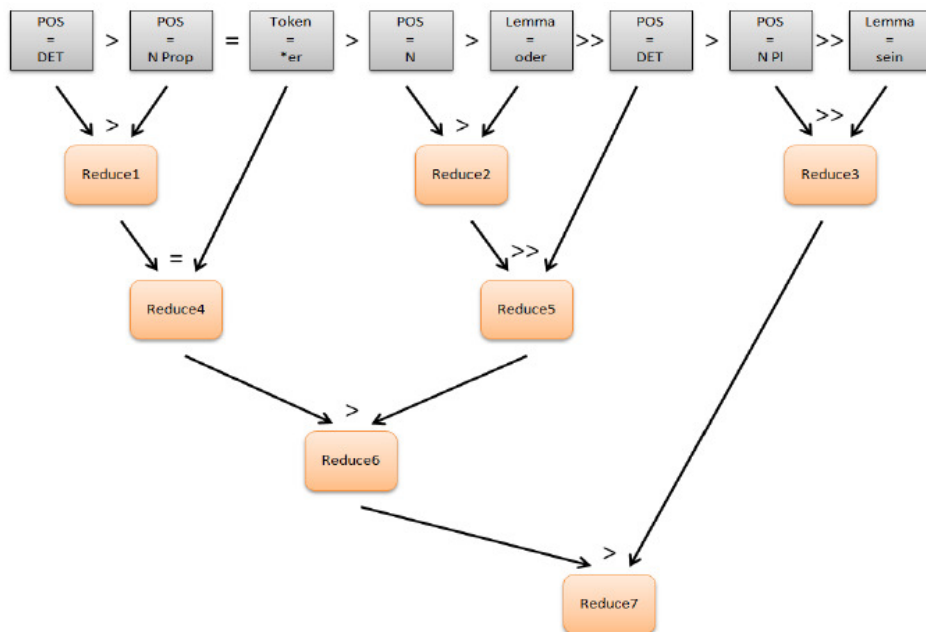 POS = DET > POS = N Prop = Token = *er > POS = N > Lemma = oder >> POS = DET > POS = N Pl >> Lemma = sein
> > >>
Reduce1 Reduce2 Reduce3
= >>
Reduce4 Reduce5
>
Reduce6
>
Reduce7